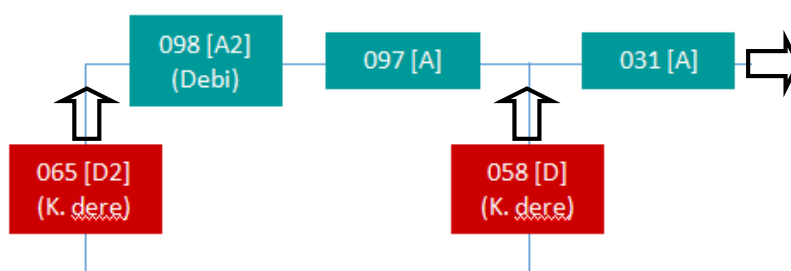 098 [A2]
(Debi)
097 [A]
031 [A]
065 [D2]
(K. dere)
058 [D]
(K. dere)